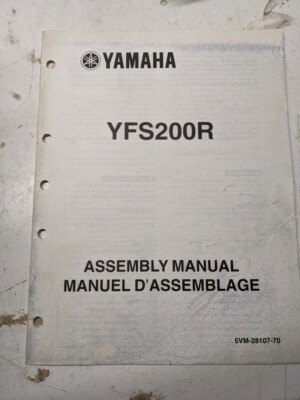 YAMAHA
YFS200R
ASSEMBLY MANUAL
MANUEL D'ASSEMBLAGE
5VM-28107-70